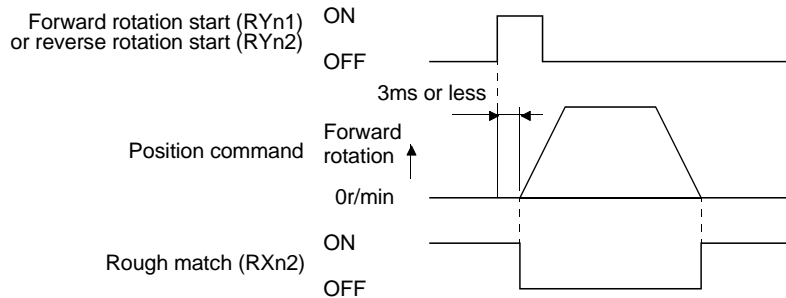 Forward rotation start (RYn1)
or reverse rotation start (RYn2)
ON
OFF
3ms or less
Position command
Forward
rotation
0r/min
Rough match (RXn2)
ON
OFF